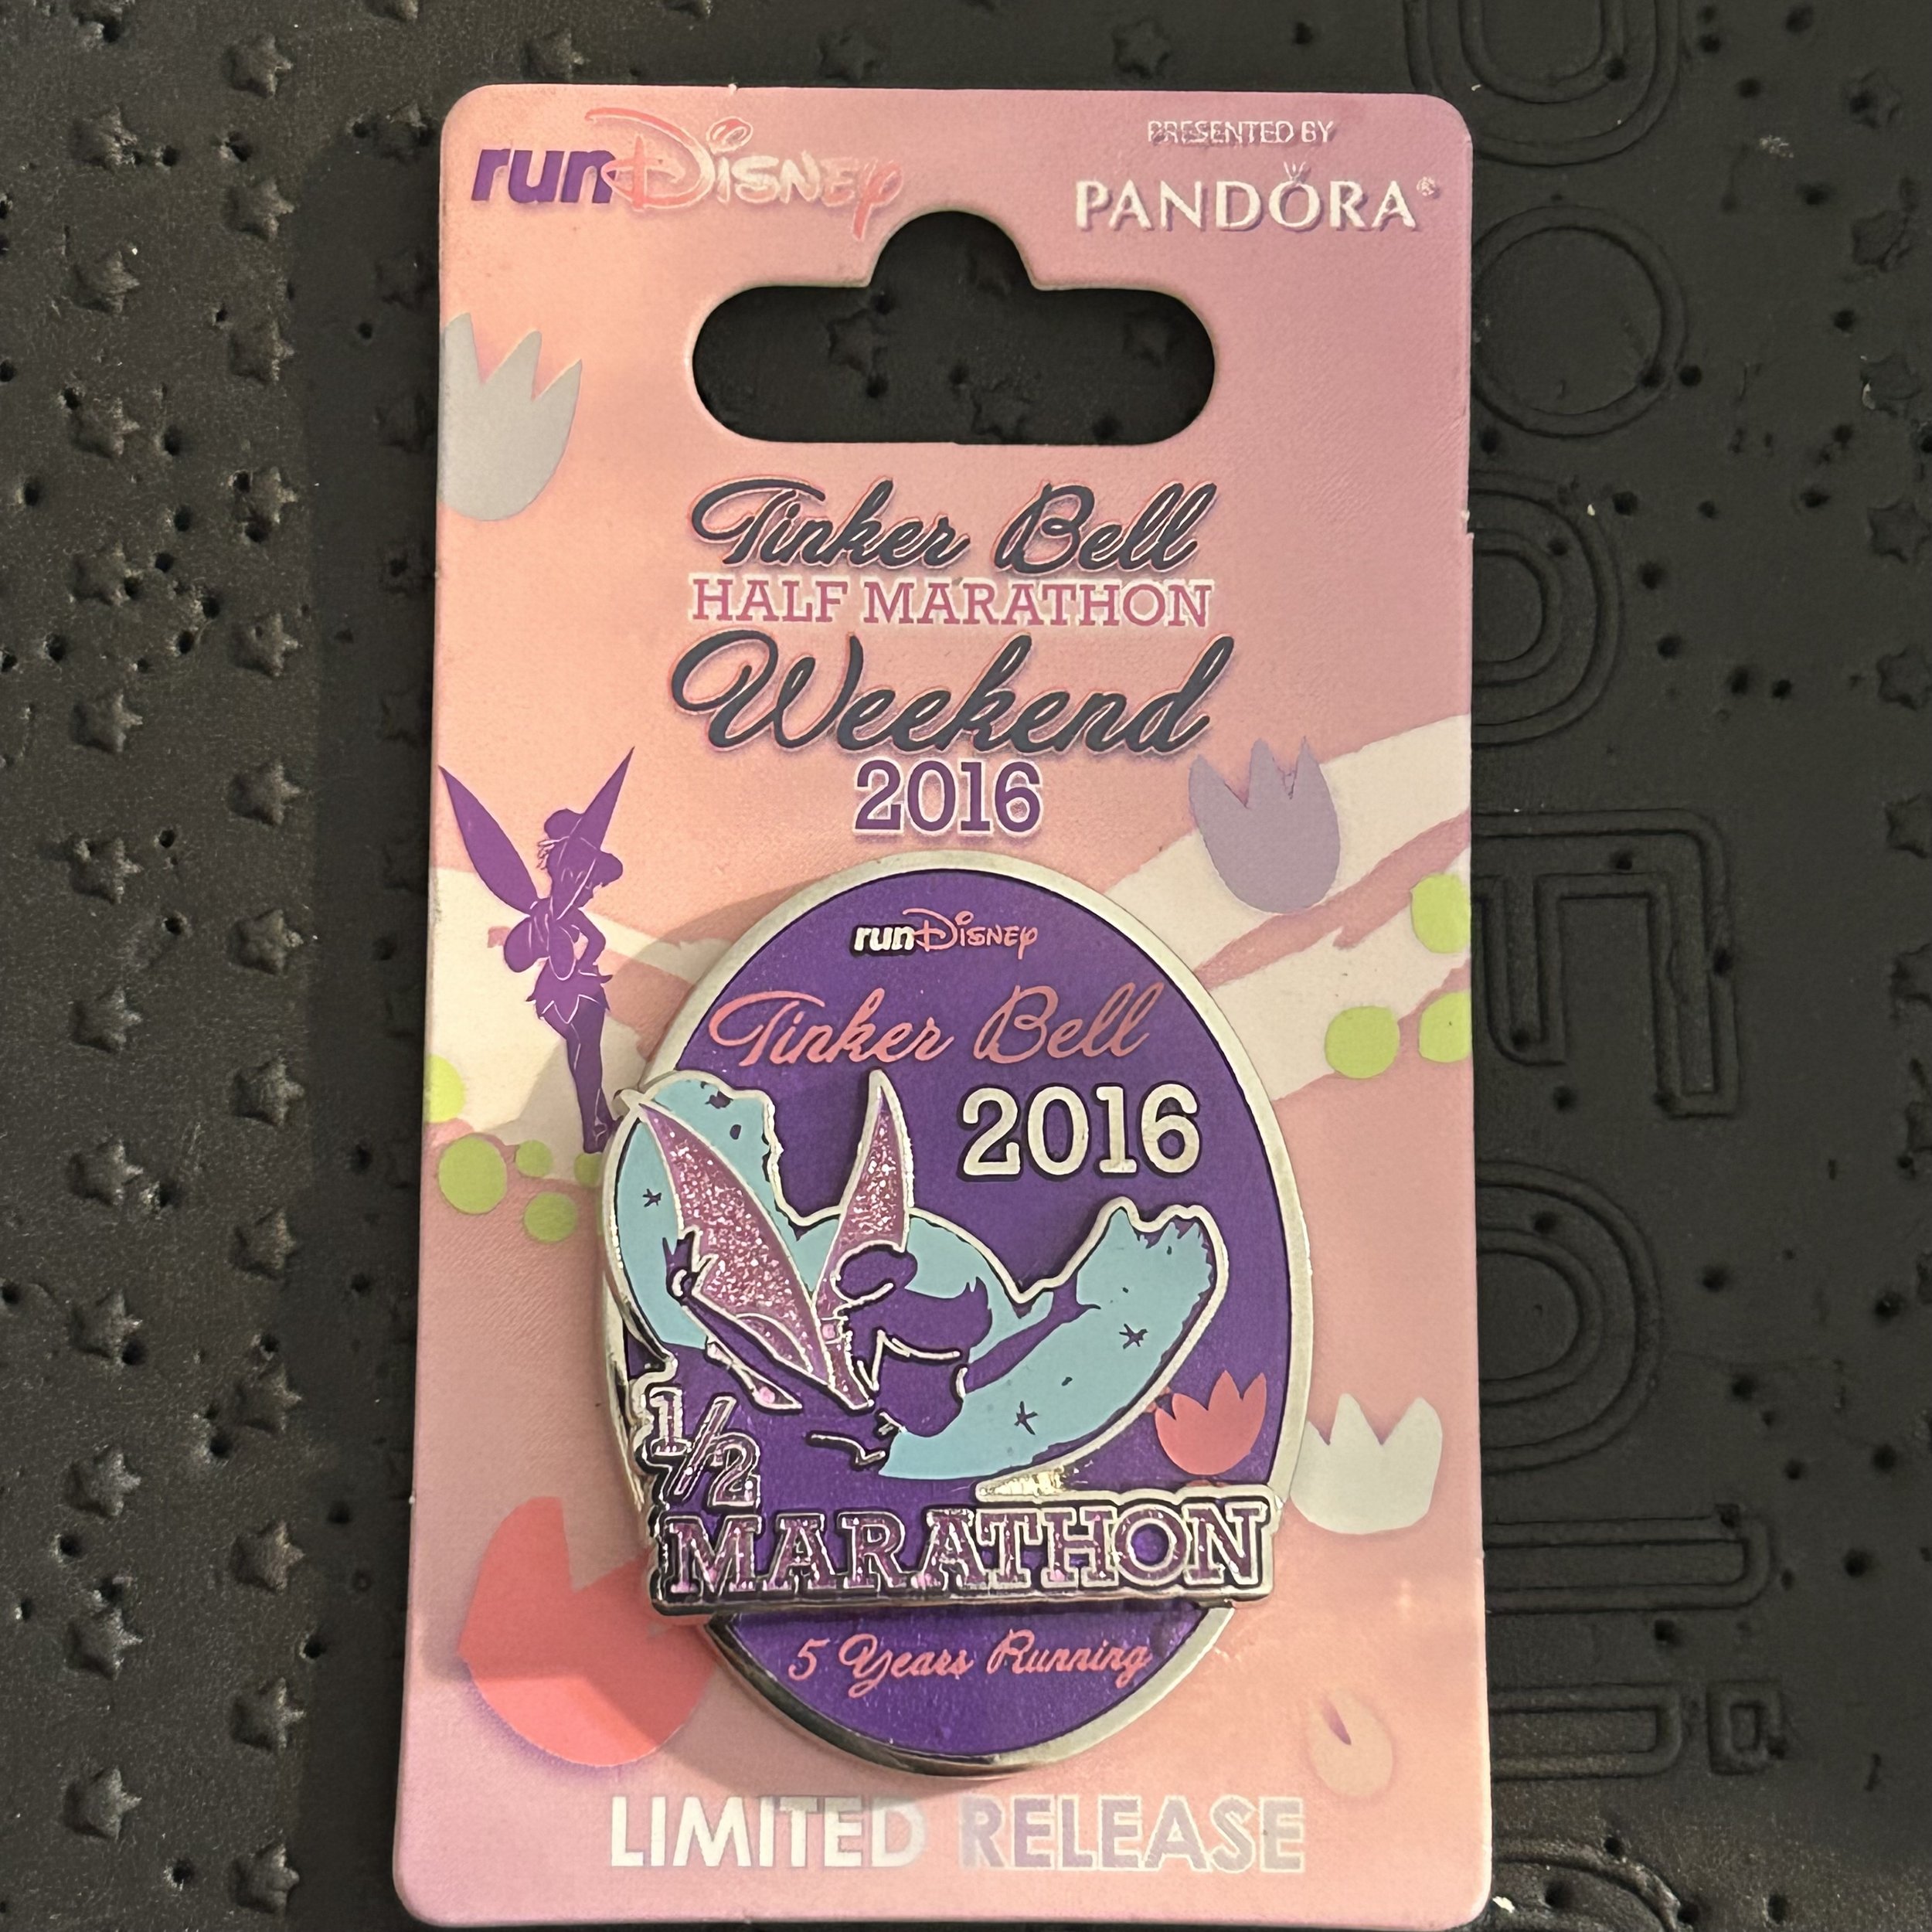 runDisney
PRESENTED BY
PANDORA®
Tinker Bell
HALF MARATHON
Weekend
2016
runDisney
Tinker Bell
2016
1/2
MARATHON
5 Years Running
LIMITED RELEASE